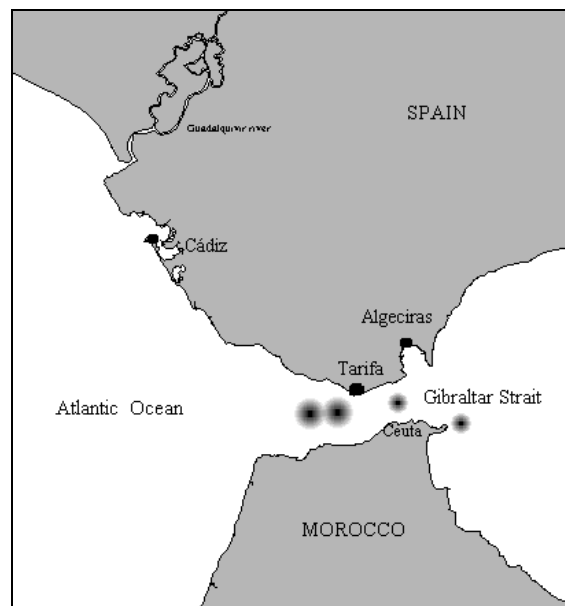 SPAIN
Guadalquivir river
Cádiz
Algeciras
Tarifa
Gibraltar Strait
Atlantic Ocean
Ceuta
MOROCCO